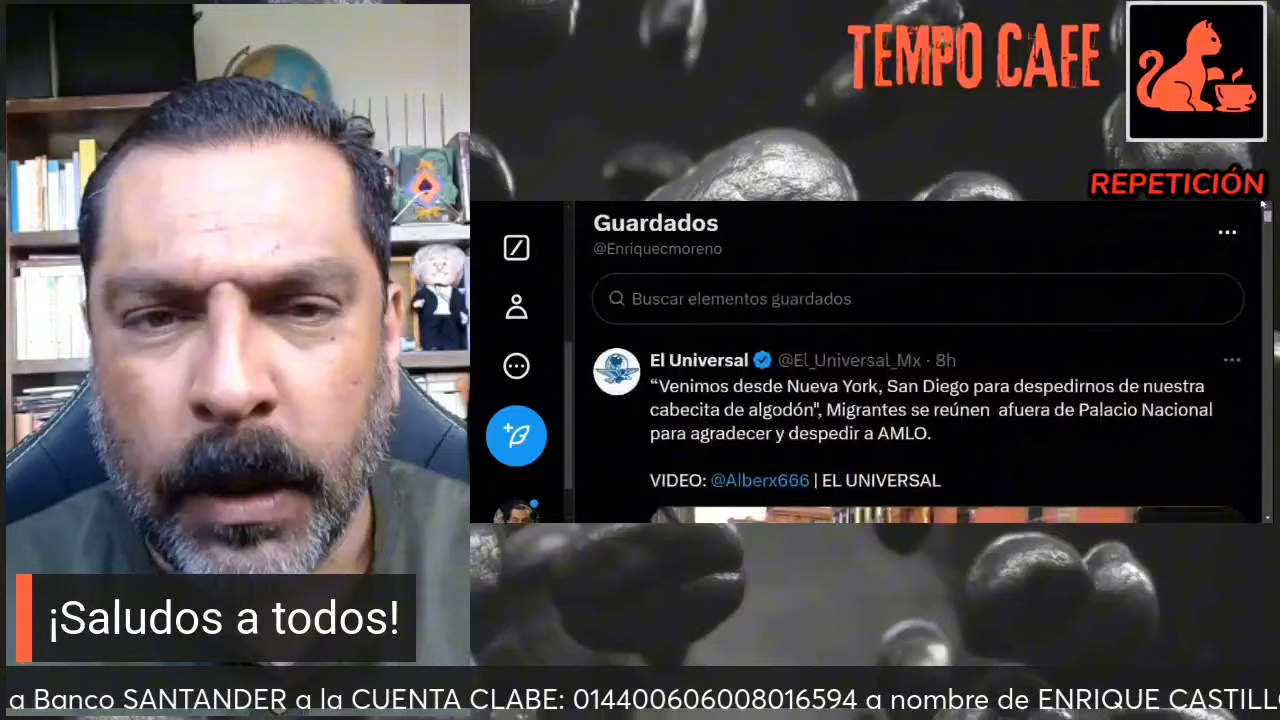 TEMPO CAFE
REPETICIÓN
Guardados
@Enriquecmoreno
Buscar elementos guardados
El Universal @El_Universal_Mx · 8h
“Venimos desde Nueva York, San Diego para despedirnos de nuestra
cabecita de algodón", Migrantes se reúnen afuera de Palacio Nacional
para agradecer y despedir a AMLO.
VIDEO: @Alberx666 | EL UNIVERSAL
¡Saludos a todos!
a Banco SANTANDER a la CUENTA CLABE: 014400606008016594 a nombre de ENRIQUE CASTILL